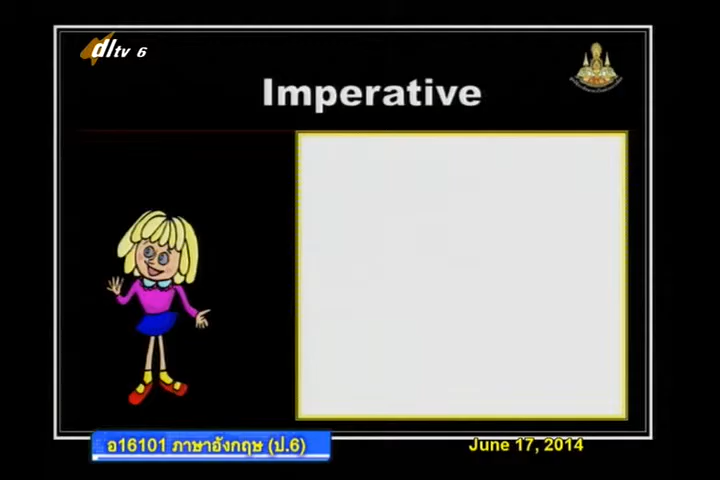 dltv 6
Imperative
อ16101 ภาษาอังกฤษ (ป.6)
June 17, 2014